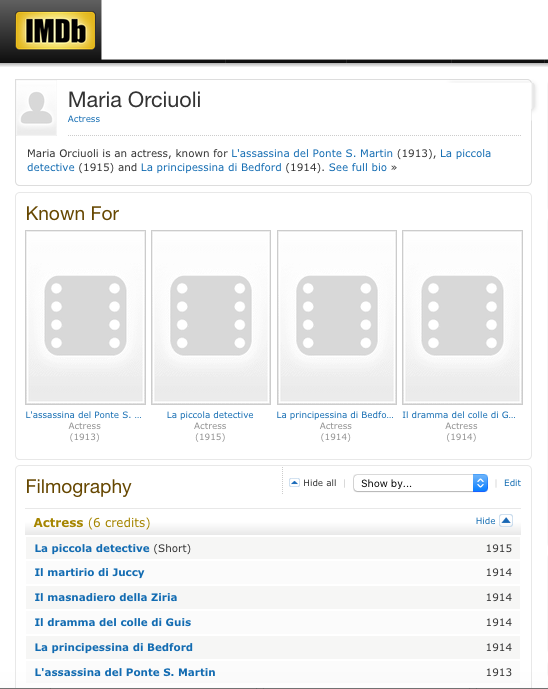 IMDb
Maria Orciuoli
Actress
Maria Orciuoli is an actress, known for L'assassina del Ponte S. Martin (1913), La piccola
detective (1915) and La principessina di Bedford (1914). See full bio »
Known For
L'assassina del Ponte S. ...
Actress
(1913)
La piccola detective
Actress
(1915)
La principessina di Bedfo...
Actress
(1914)
Il dramma del colle di G...
Actress
(1914)
Filmography
Hide all | Show by... | Edit
Actress (6 credits) Hide
La piccola detective (Short) 1915
Il martirio di Juccy 1914
Il masnadiero della Ziria 1914
Il dramma del colle di Guis 1914
La principessina di Bedford 1914
L'assassina del Ponte S. Martin 1913